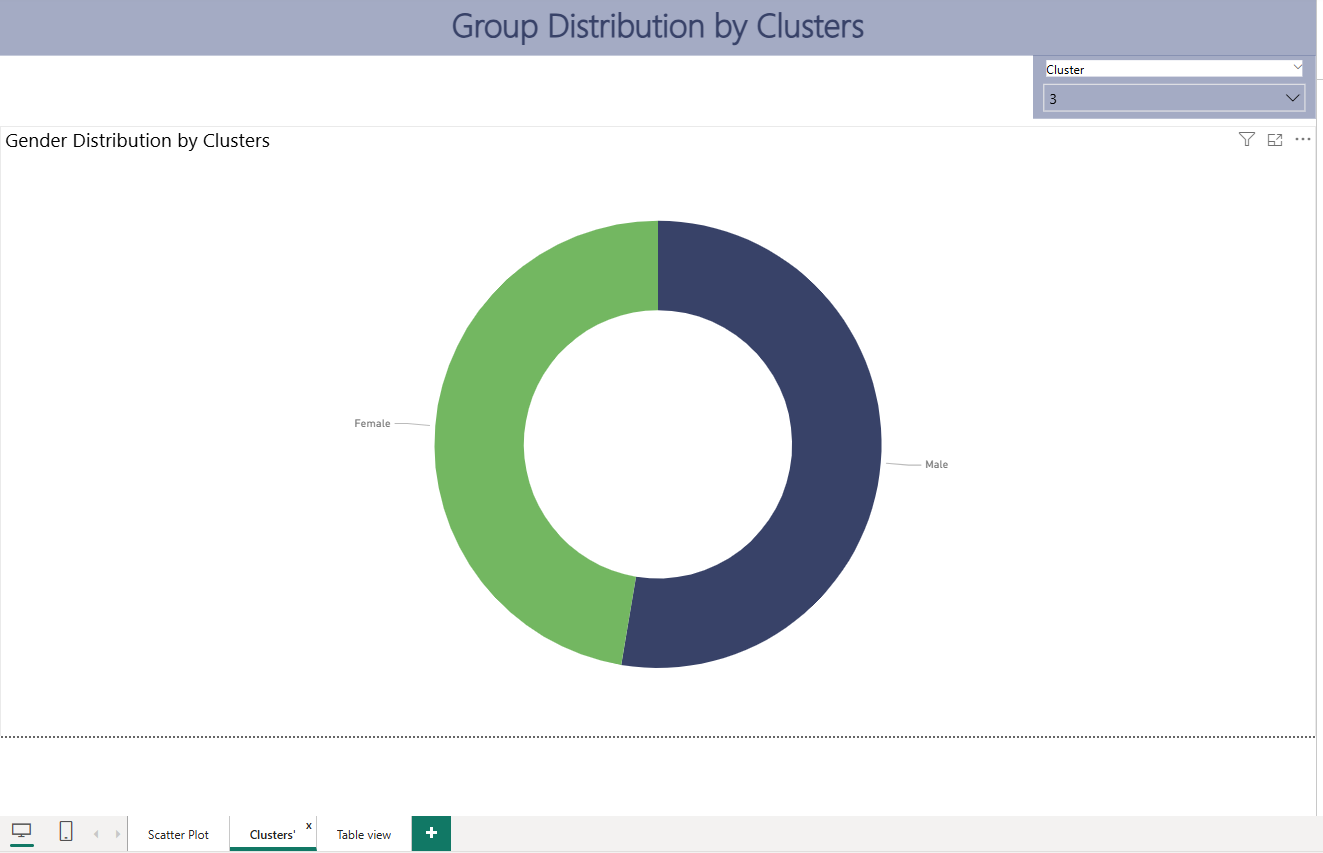 Group Distribution by Clusters
Cluster
3
Gender Distribution by Clusters
Female
Male
Scatter Plot
Clusters' x
Table view
+